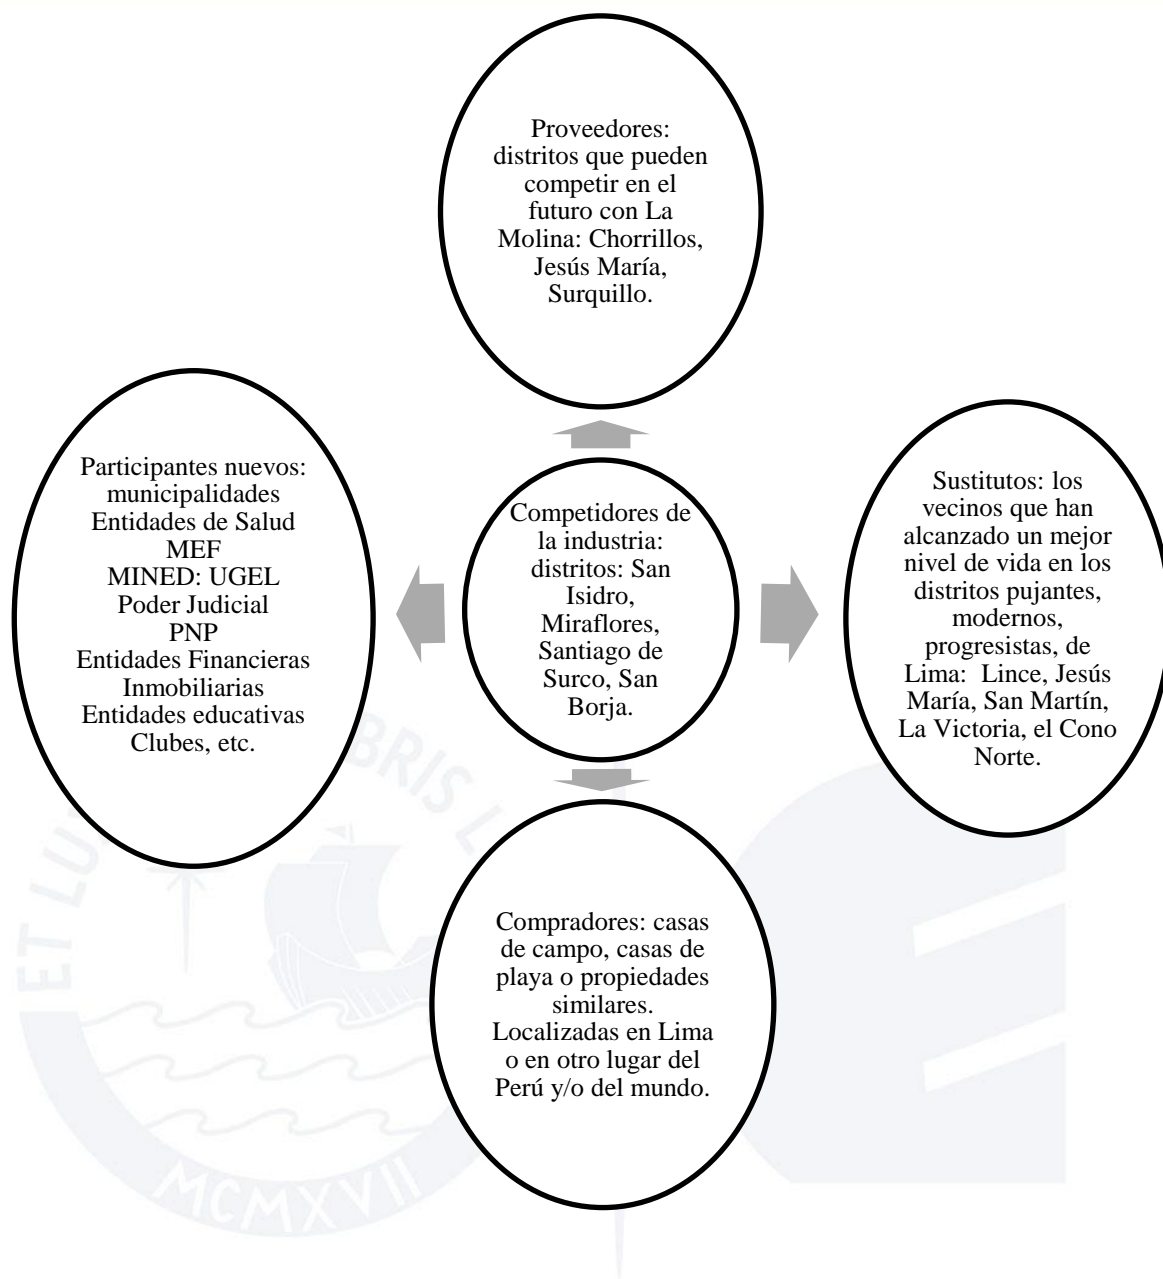 Proveedores:
distritos que pueden
competir en el
futuro con La
Molina: Chorrillos,
Jesús María,
Surquillo.
Participantes nuevos:
municipalidades
Entidades de Salud
MEF
MINED: UGEL
Poder Judicial
PNP
Entidades Financieras
Inmobiliarias
Entidades educativas
Clubes, etc.
Competidores de
la industria:
distritos: San
Isidro,
Miraflores,
Santiago de
Surco, San
Borja.
Sustitutos: los
vecinos que han
alcanzado un mejor
nivel de vida en los
distritos pujantes,
modernos,
progresistas, de
Lima: Lince, Jesús
María, San Martín,
La Victoria, el Cono
Norte.
Compradores: casas
de campo, casas de
playa o propiedades
similares.
Localizadas en Lima
o en otro lugar del
Perú y/o del mundo.
ET
MCMXVII